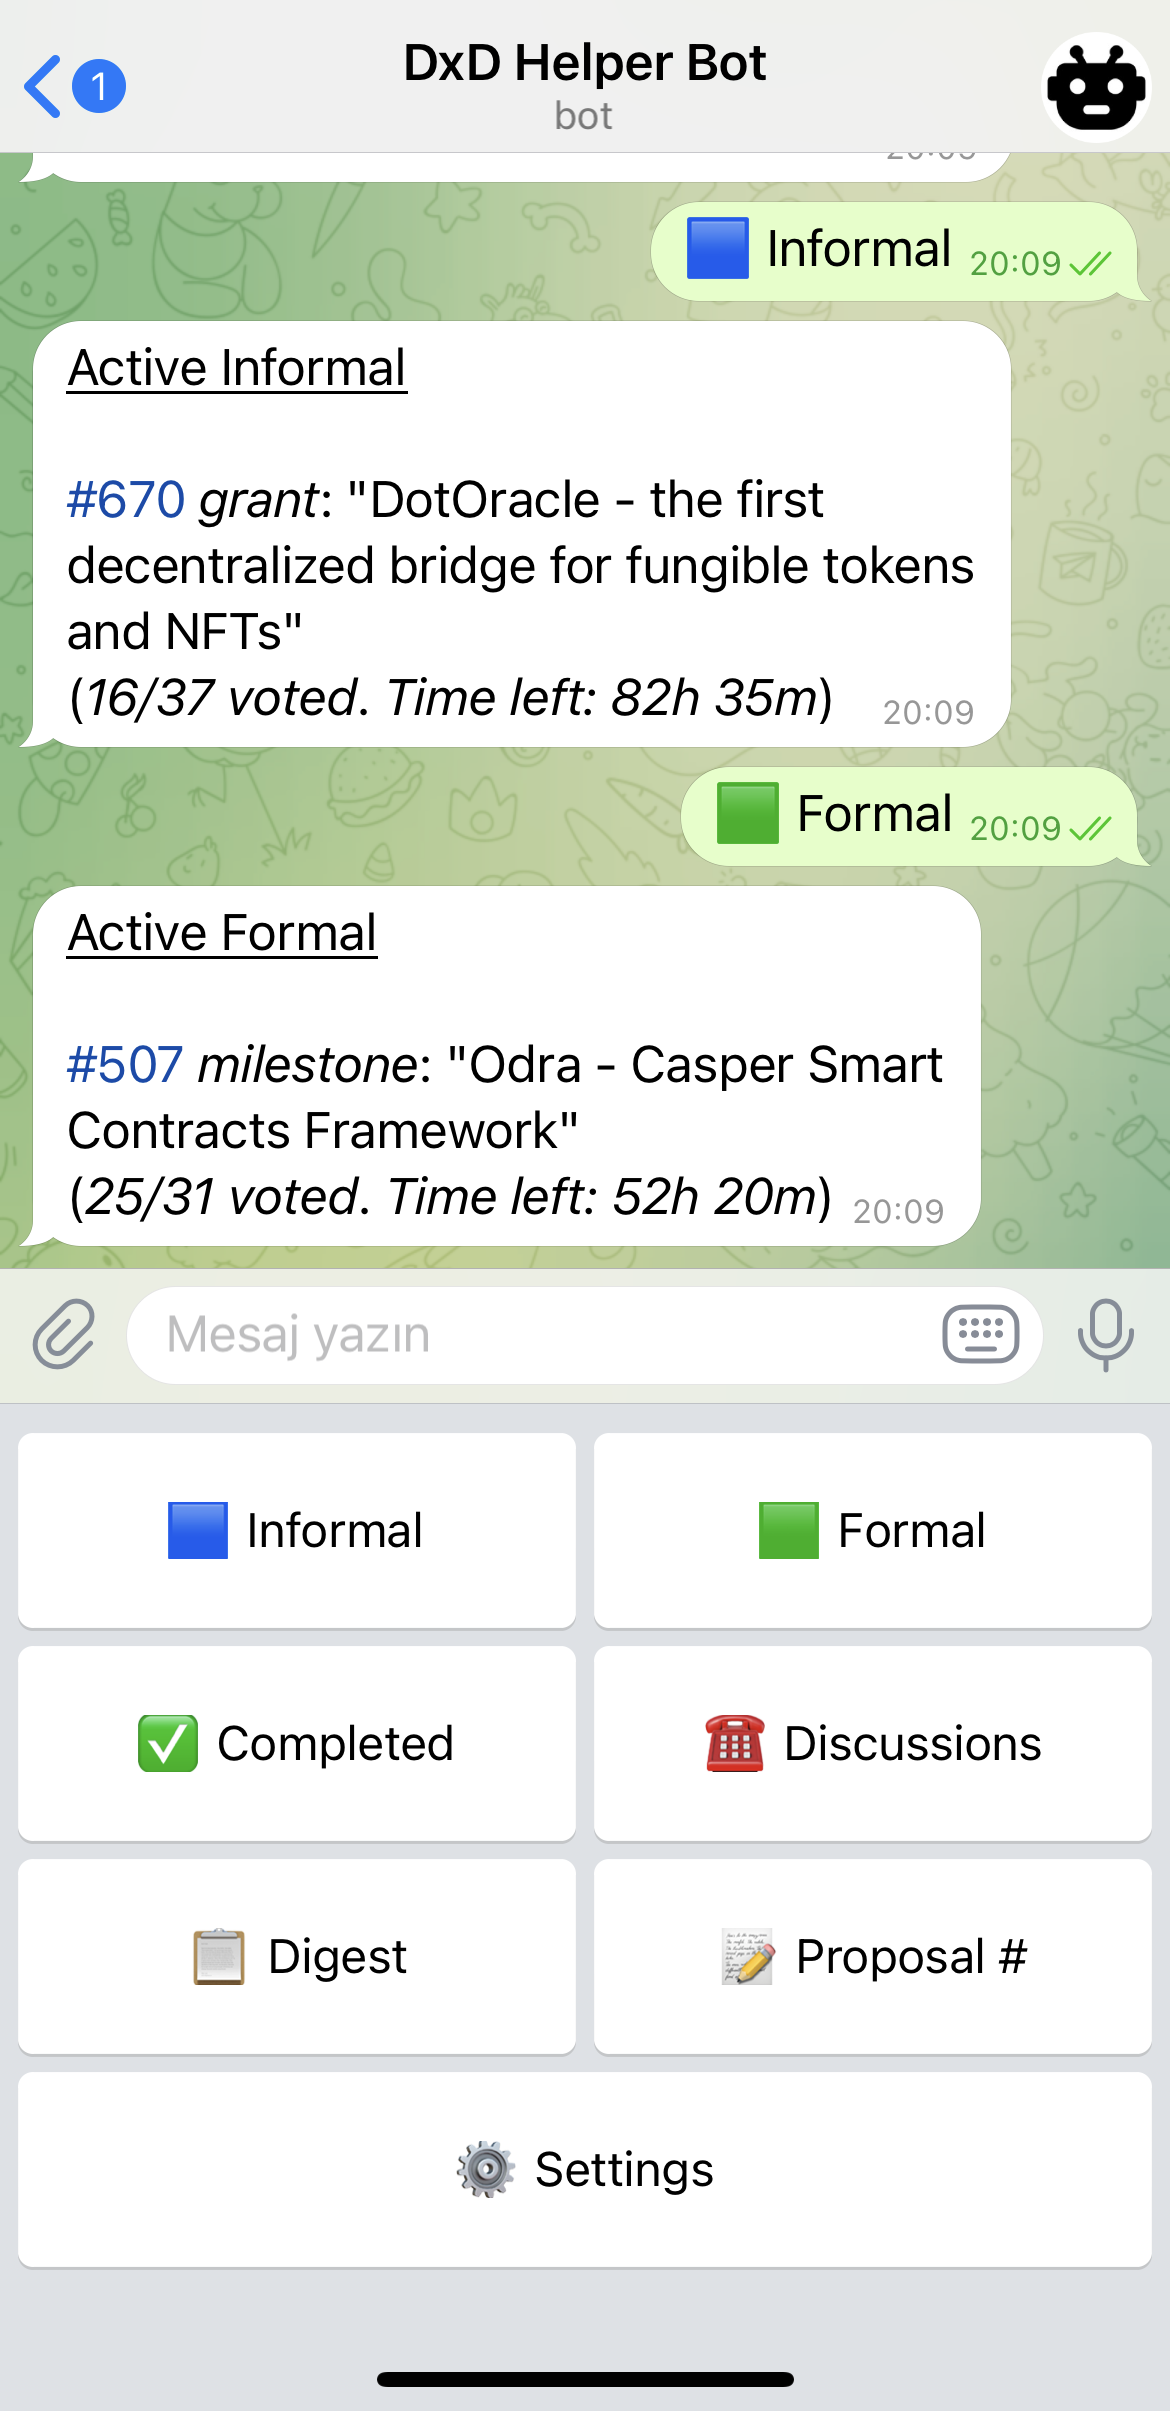 1
DxD Helper Bot
bot
20:09
🟦 Informal 20:09
Active Informal
#670 grant: "DotOracle - the first
decentralized bridge for fungible tokens
and NFTs"
(16/37 voted. Time left: 82h 35m) 20:09
🟩 Formal 20:09
Active Formal
#507 milestone: "Odra - Casper Smart
Contracts Framework"
(25/31 voted. Time left: 52h 20m) 20:09
Mesaj yazın
🟦 Informal
🟩 Formal
✅ Completed
☎️ Discussions
📋 Digest
📝 Proposal #
⚙️ Settings